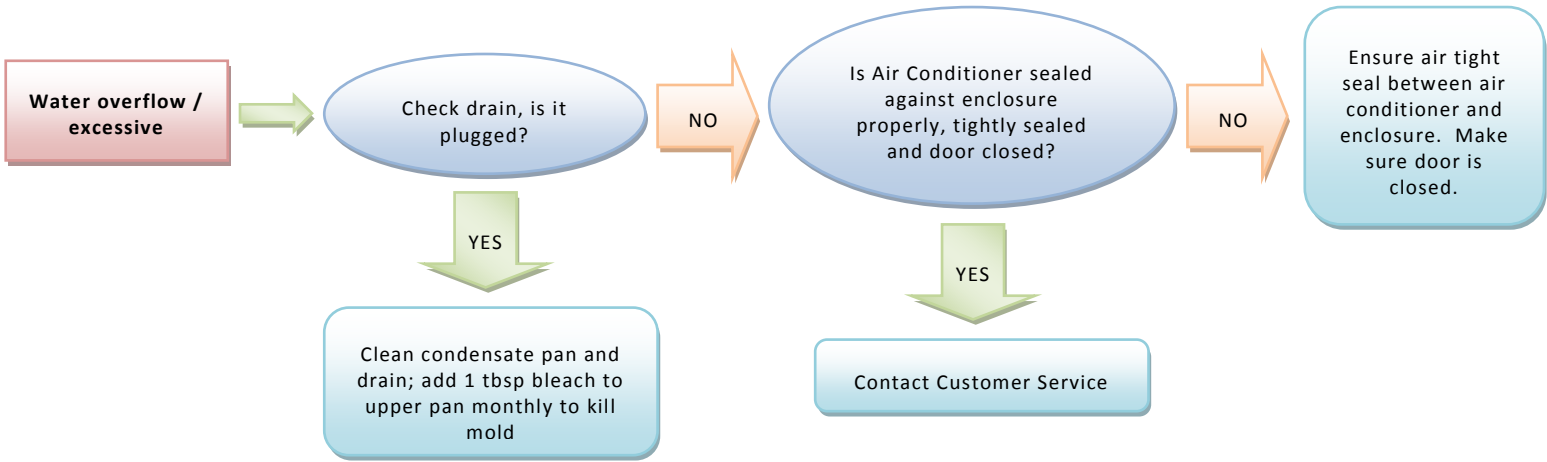 Water overflow /
excessive
Check drain, is it
plugged?
NO
Is Air Conditioner sealed
against enclosure
properly, tightly sealed
and door closed?
NO
Ensure air tight
seal between air
conditioner and
enclosure.  Make
sure door is
closed.
YES
Clean condensate pan and
drain; add 1 tbsp bleach to
upper pan monthly to kill
mold
YES
Contact Customer Service